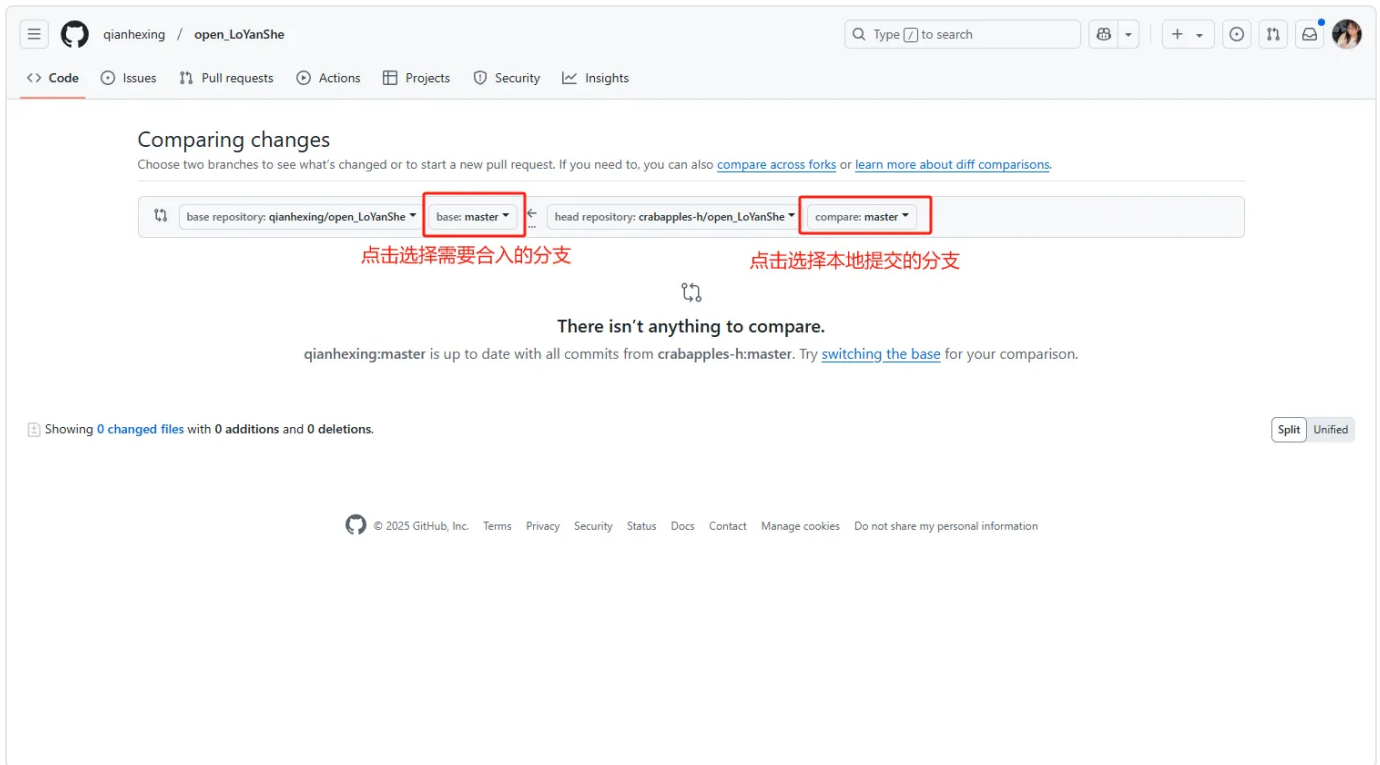 qianhexing / open_LoYanShe
Type / to search
Code Issues Pull requests Actions Projects Security Insights
Comparing changes
Choose two branches to see what's changed or to start a new pull request. If you need to, you can also compare across forks or learn more about diff comparisons.
base repository: qianhexing/open_LoYanShe base: master ← ... head repository: crabapples-h/open_LoYanShe compare: master
点击选择需要合入的分支
点击选择本地提交的分支
There isn't anything to compare.
qianhexing:master is up to date with all commits from crabapples-h:master. Try switching the base for your comparison.
Showing 0 changed files with 0 additions and 0 deletions.
Split Unified
© 2025 GitHub, Inc. Terms Privacy Security Status Docs Contact Manage cookies Do not share my personal information